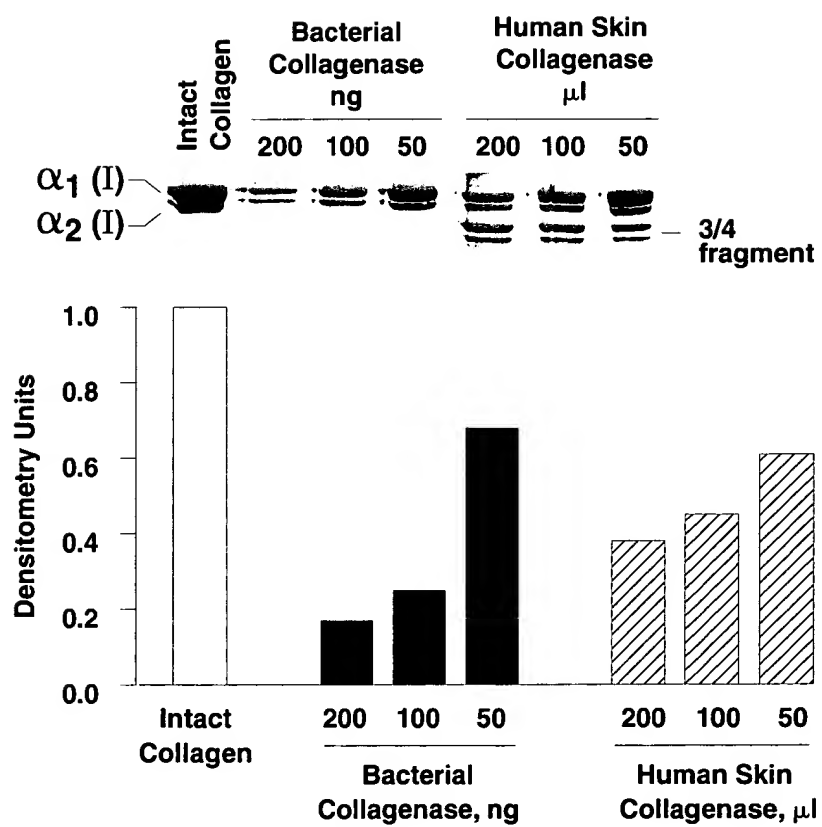 Intact
Collagen
Bacterial
Collagenase
ng
Human Skin
Collagenase
µl
200 100 50
200 100 50
α1 (I)
α2 (I)
3/4
fragment
Densitometry Units
1.0
0.8
0.6
0.4
0.2
0.0
Intact
Collagen
200 100 50
Bacterial
Collagenase, ng
200 100 50
Human Skin
Collagenase, µl